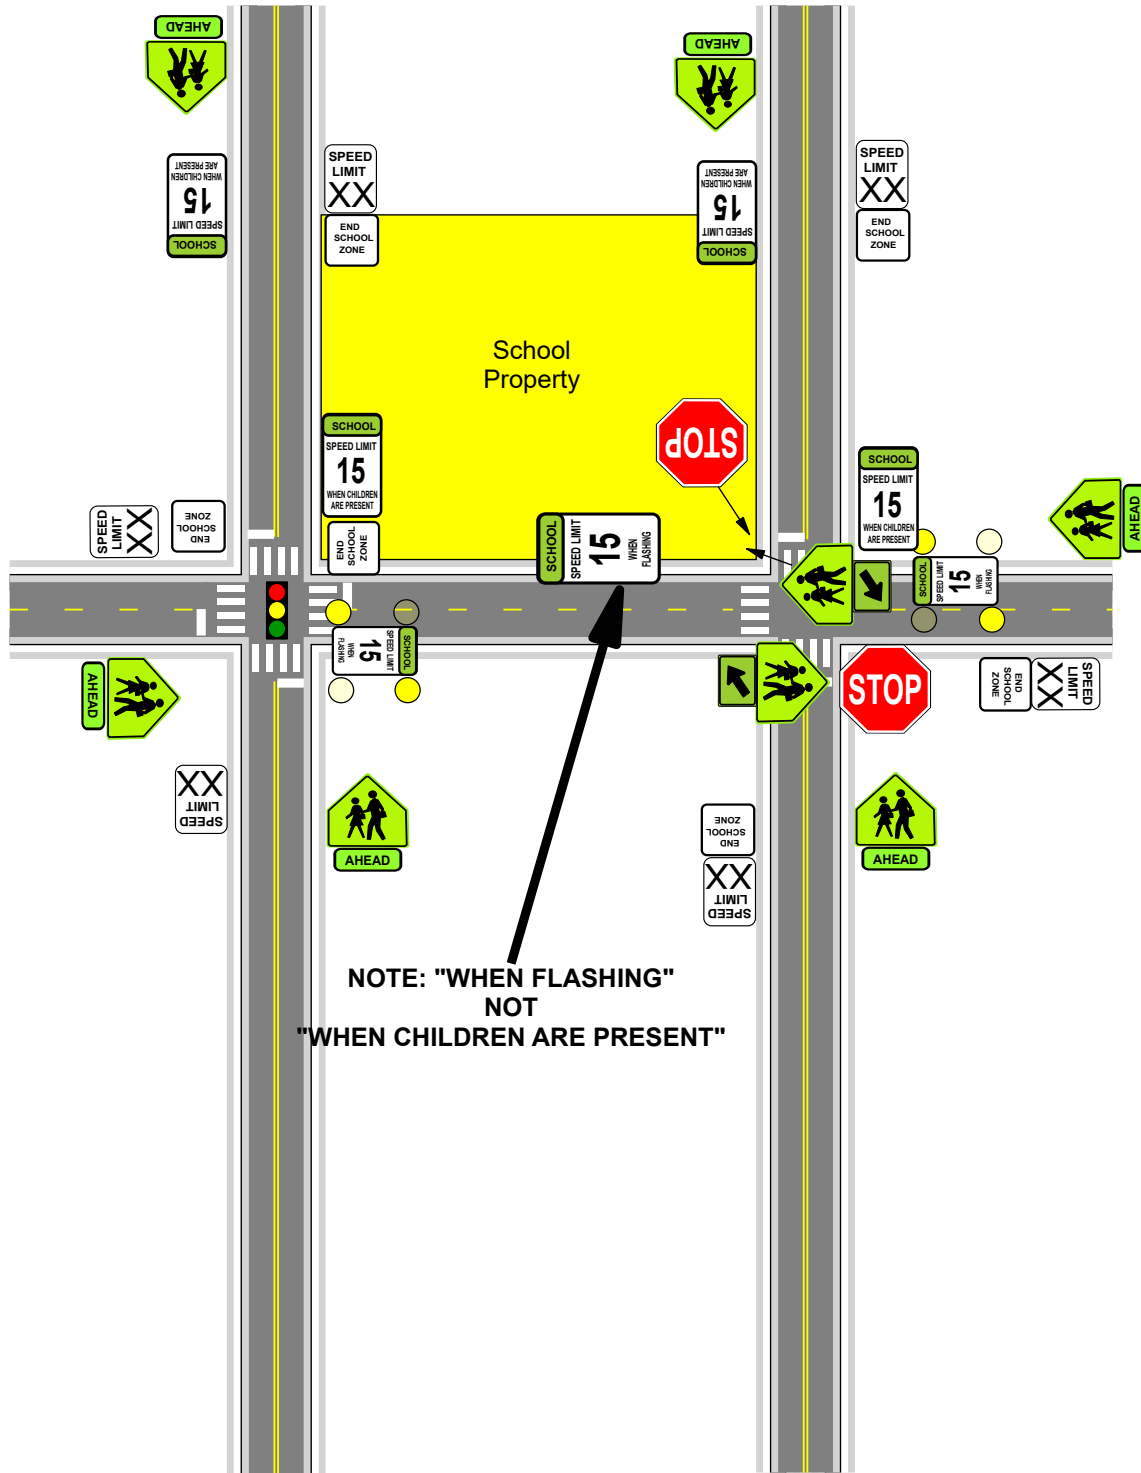 AHEAD
AHEAD
SCHOOL
SPEED LIMIT
15
WHEN CHILDREN
ARE PRESENT
SPEED
LIMIT
XX
END
SCHOOL
ZONE
SCHOOL
SPEED LIMIT
15
WHEN CHILDREN
ARE PRESENT
SPEED
LIMIT
XX
END
SCHOOL
ZONE
School
Property
SCHOOL
SPEED LIMIT
15
WHEN CHILDREN
ARE PRESENT
STOP
SCHOOL
SPEED LIMIT
15
WHEN CHILDREN
ARE PRESENT
SPEED
LIMIT
XX
END
SCHOOL
ZONE
END
SCHOOL
ZONE
SCHOOL
SPEED LIMIT
15
WHEN
FLASHING
SCHOOL
SPEED LIMIT
15
WHEN
FLASHING
AHEAD
SCHOOL
SPEED LIMIT
15
WHEN
FLASHING
AHEAD
STOP
END
SCHOOL
ZONE
SPEED
LIMIT
XX
SPEED
LIMIT
XX
AHEAD
END
SCHOOL
ZONE
SPEED
LIMIT
XX
AHEAD
NOTE: "WHEN FLASHING"
NOT
"WHEN CHILDREN ARE PRESENT"